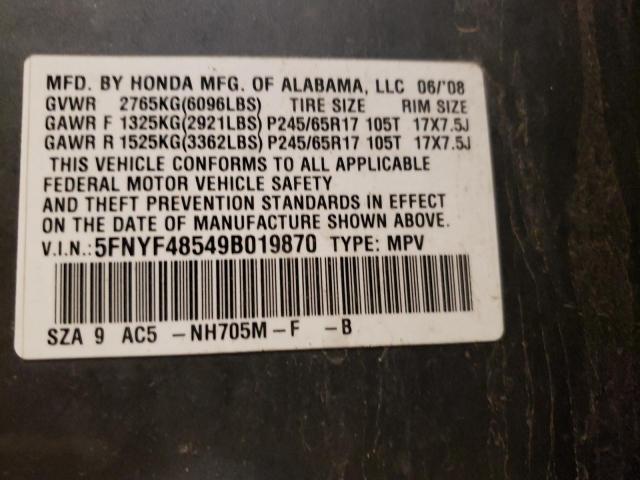 MFD. BY HONDA MFG. OF ALABAMA, LLC 06/'08
GVWR 2765KG(6096LBS) TIRE SIZE RIM SIZE
GAWR F 1325KG(2921LBS) P245/65R17 105T 17X7.5J
GAWR R 1525KG(3362LBS) P245/65R17 105T 17X7.5J
THIS VEHICLE CONFORMS TO ALL APPLICABLE
FEDERAL MOTOR VEHICLE SAFETY
AND THEFT PREVENTION STANDARDS IN EFFECT
ON THE DATE OF MANUFACTURE SHOWN ABOVE.
V.I.N.:5FNYF48549B019870 TYPE: MPV
SZA 9 AC5 -NH705M-F -B